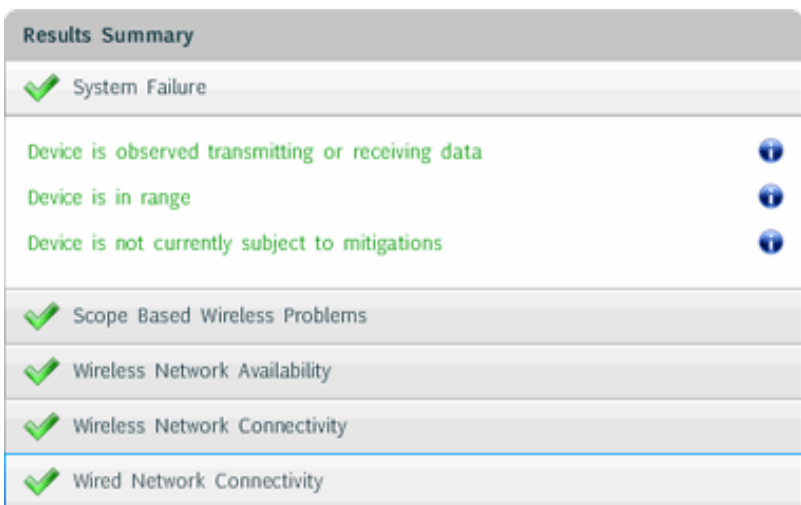 Results Summary
System Failure
Device is observed transmitting or receiving data
Device is in range
Device is not currently subject to mitigations
Scope Based Wireless Problems
Wireless Network Availability
Wireless Network Connectivity
Wired Network Connectivity